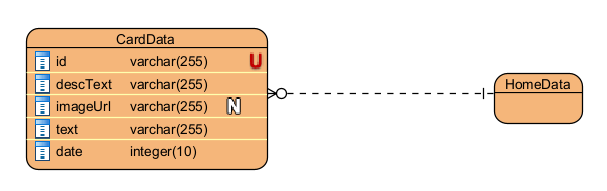 CardData
id varchar(255) U
descText varchar(255)
imageUrl varchar(255) N
text varchar(255)
date integer(10)
HomeData